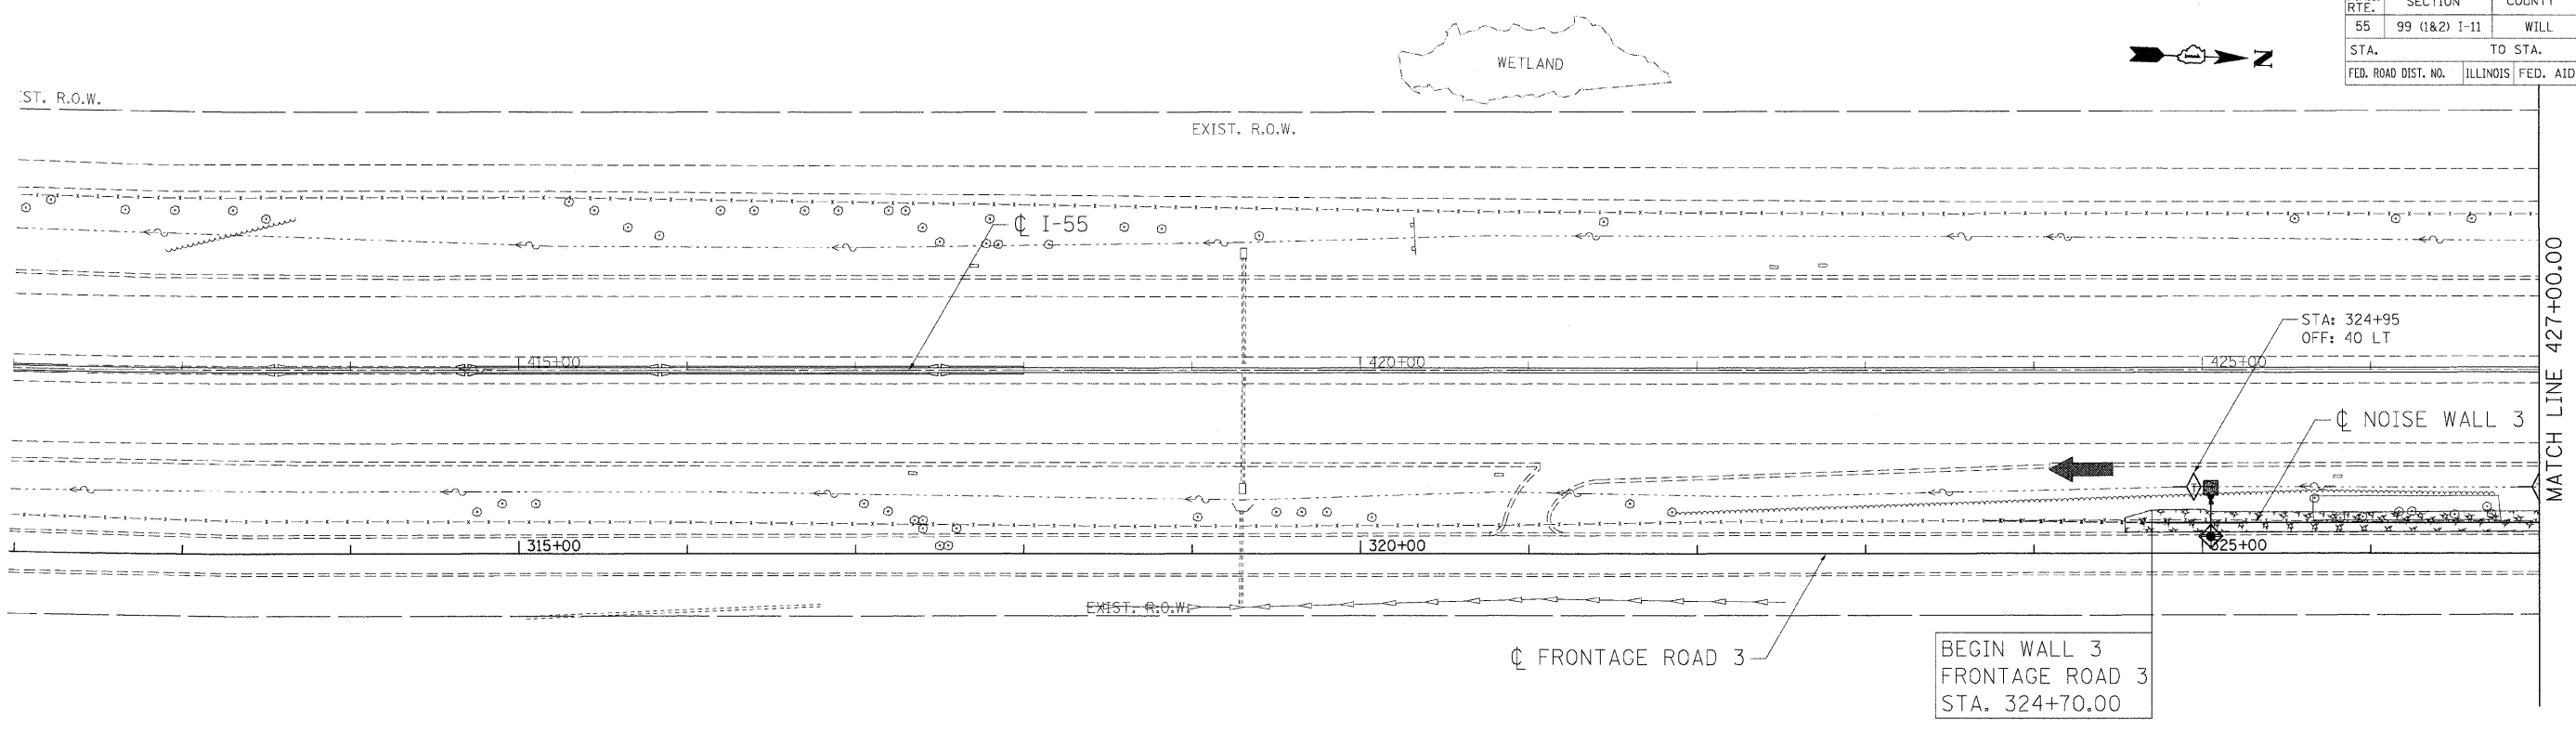 RTE. SECTION COUNTY
55 99 (1&2) I-11 WILL
STA. TO STA.
FED. ROAD DIST. NO. ILLINOIS FED. AID
N
WETLAND
ST. R.O.W.
EXIST. R.O.W.
℄ I-55
STA: 324+95
OFF: 40 LT
415+00 420+00 425+00
℄ NOISE WALL 3
MATCH LINE 427+00.00
T
315+00 320+00 325+00
EXIST. R.O.W.
℄ FRONTAGE ROAD 3
BEGIN WALL 3
FRONTAGE ROAD 3
STA. 324+70.00